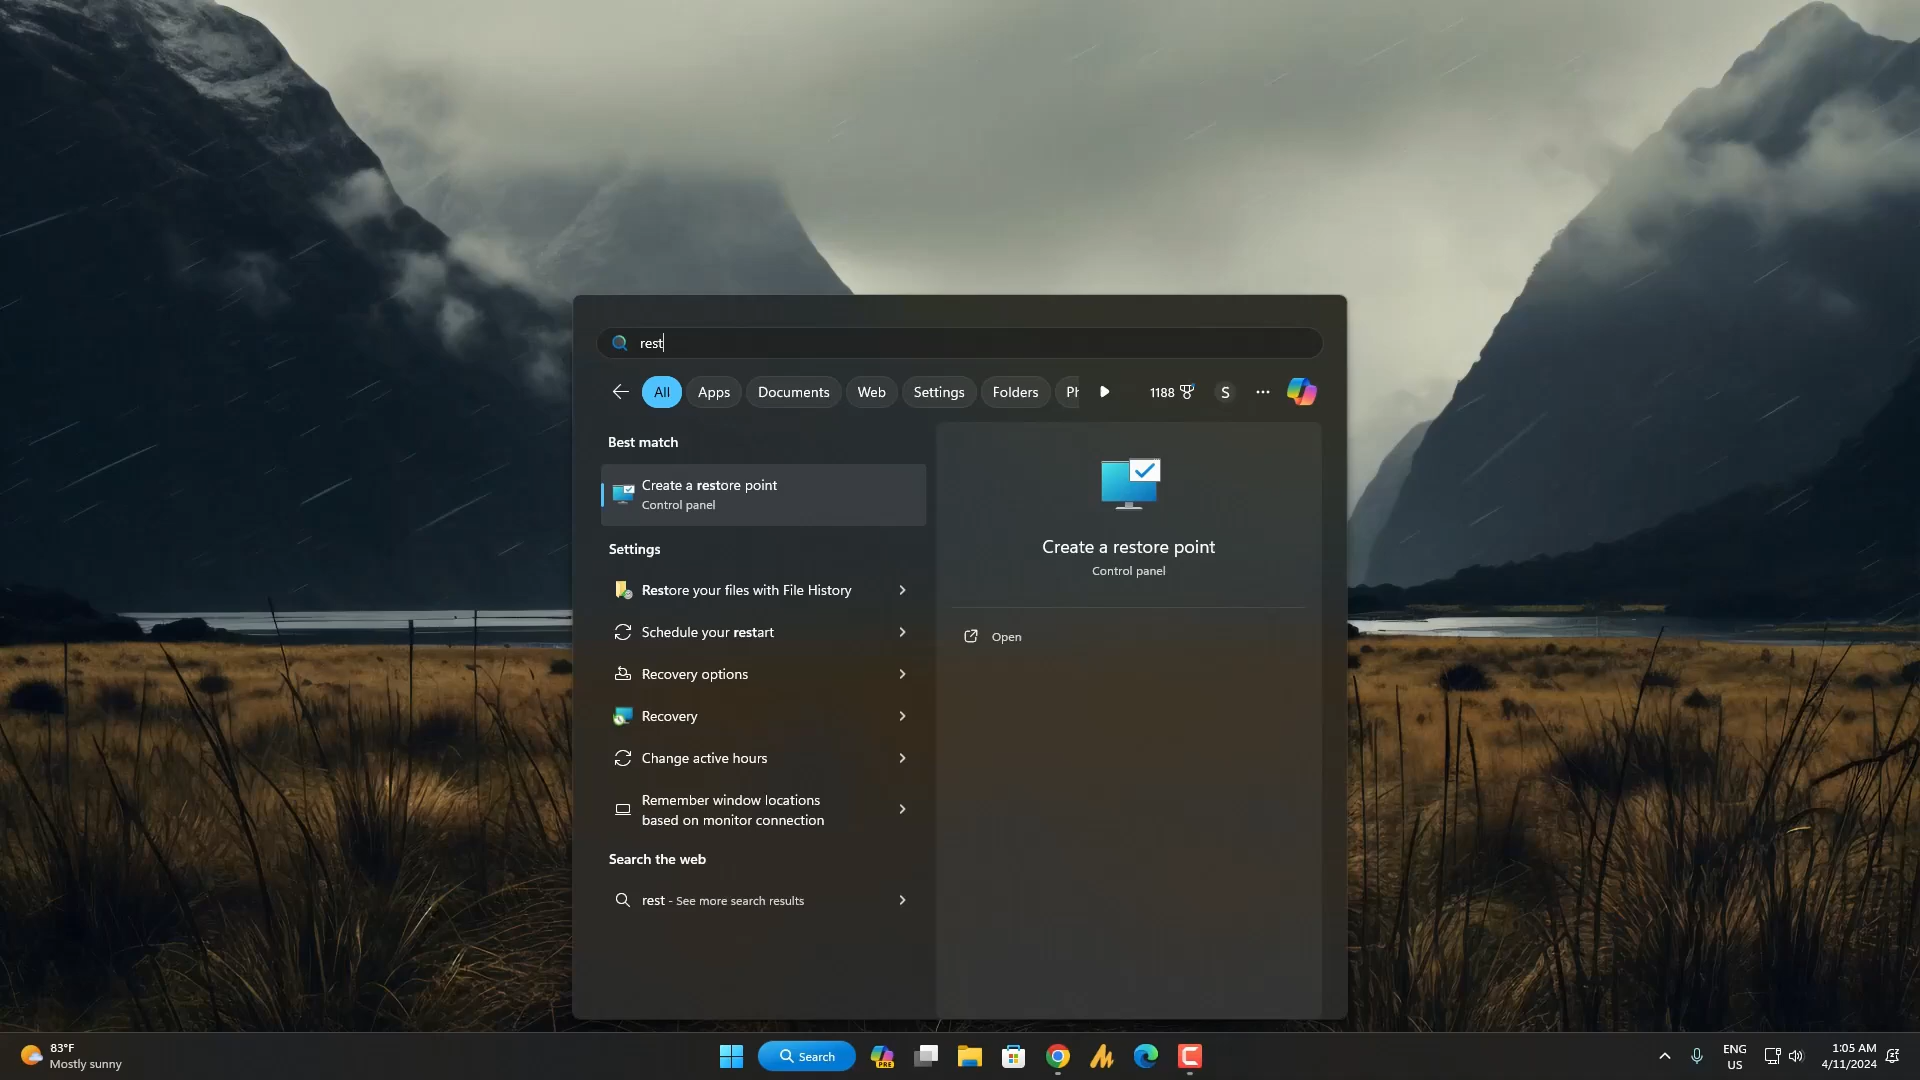 rest
All Apps Documents Web Settings Folders Ph 1188 S
Best match
Create a restore point
Control panel
Settings
Restore your files with File History
Schedule your restart
Recovery options
Recovery
Change active hours
Remember window locations
based on monitor connection
Search the web
rest - See more search results
Create a restore point
Control panel
Open
83°F
Mostly sunny
Search
PRE
ENG
US
1:05 AM
4/11/2024